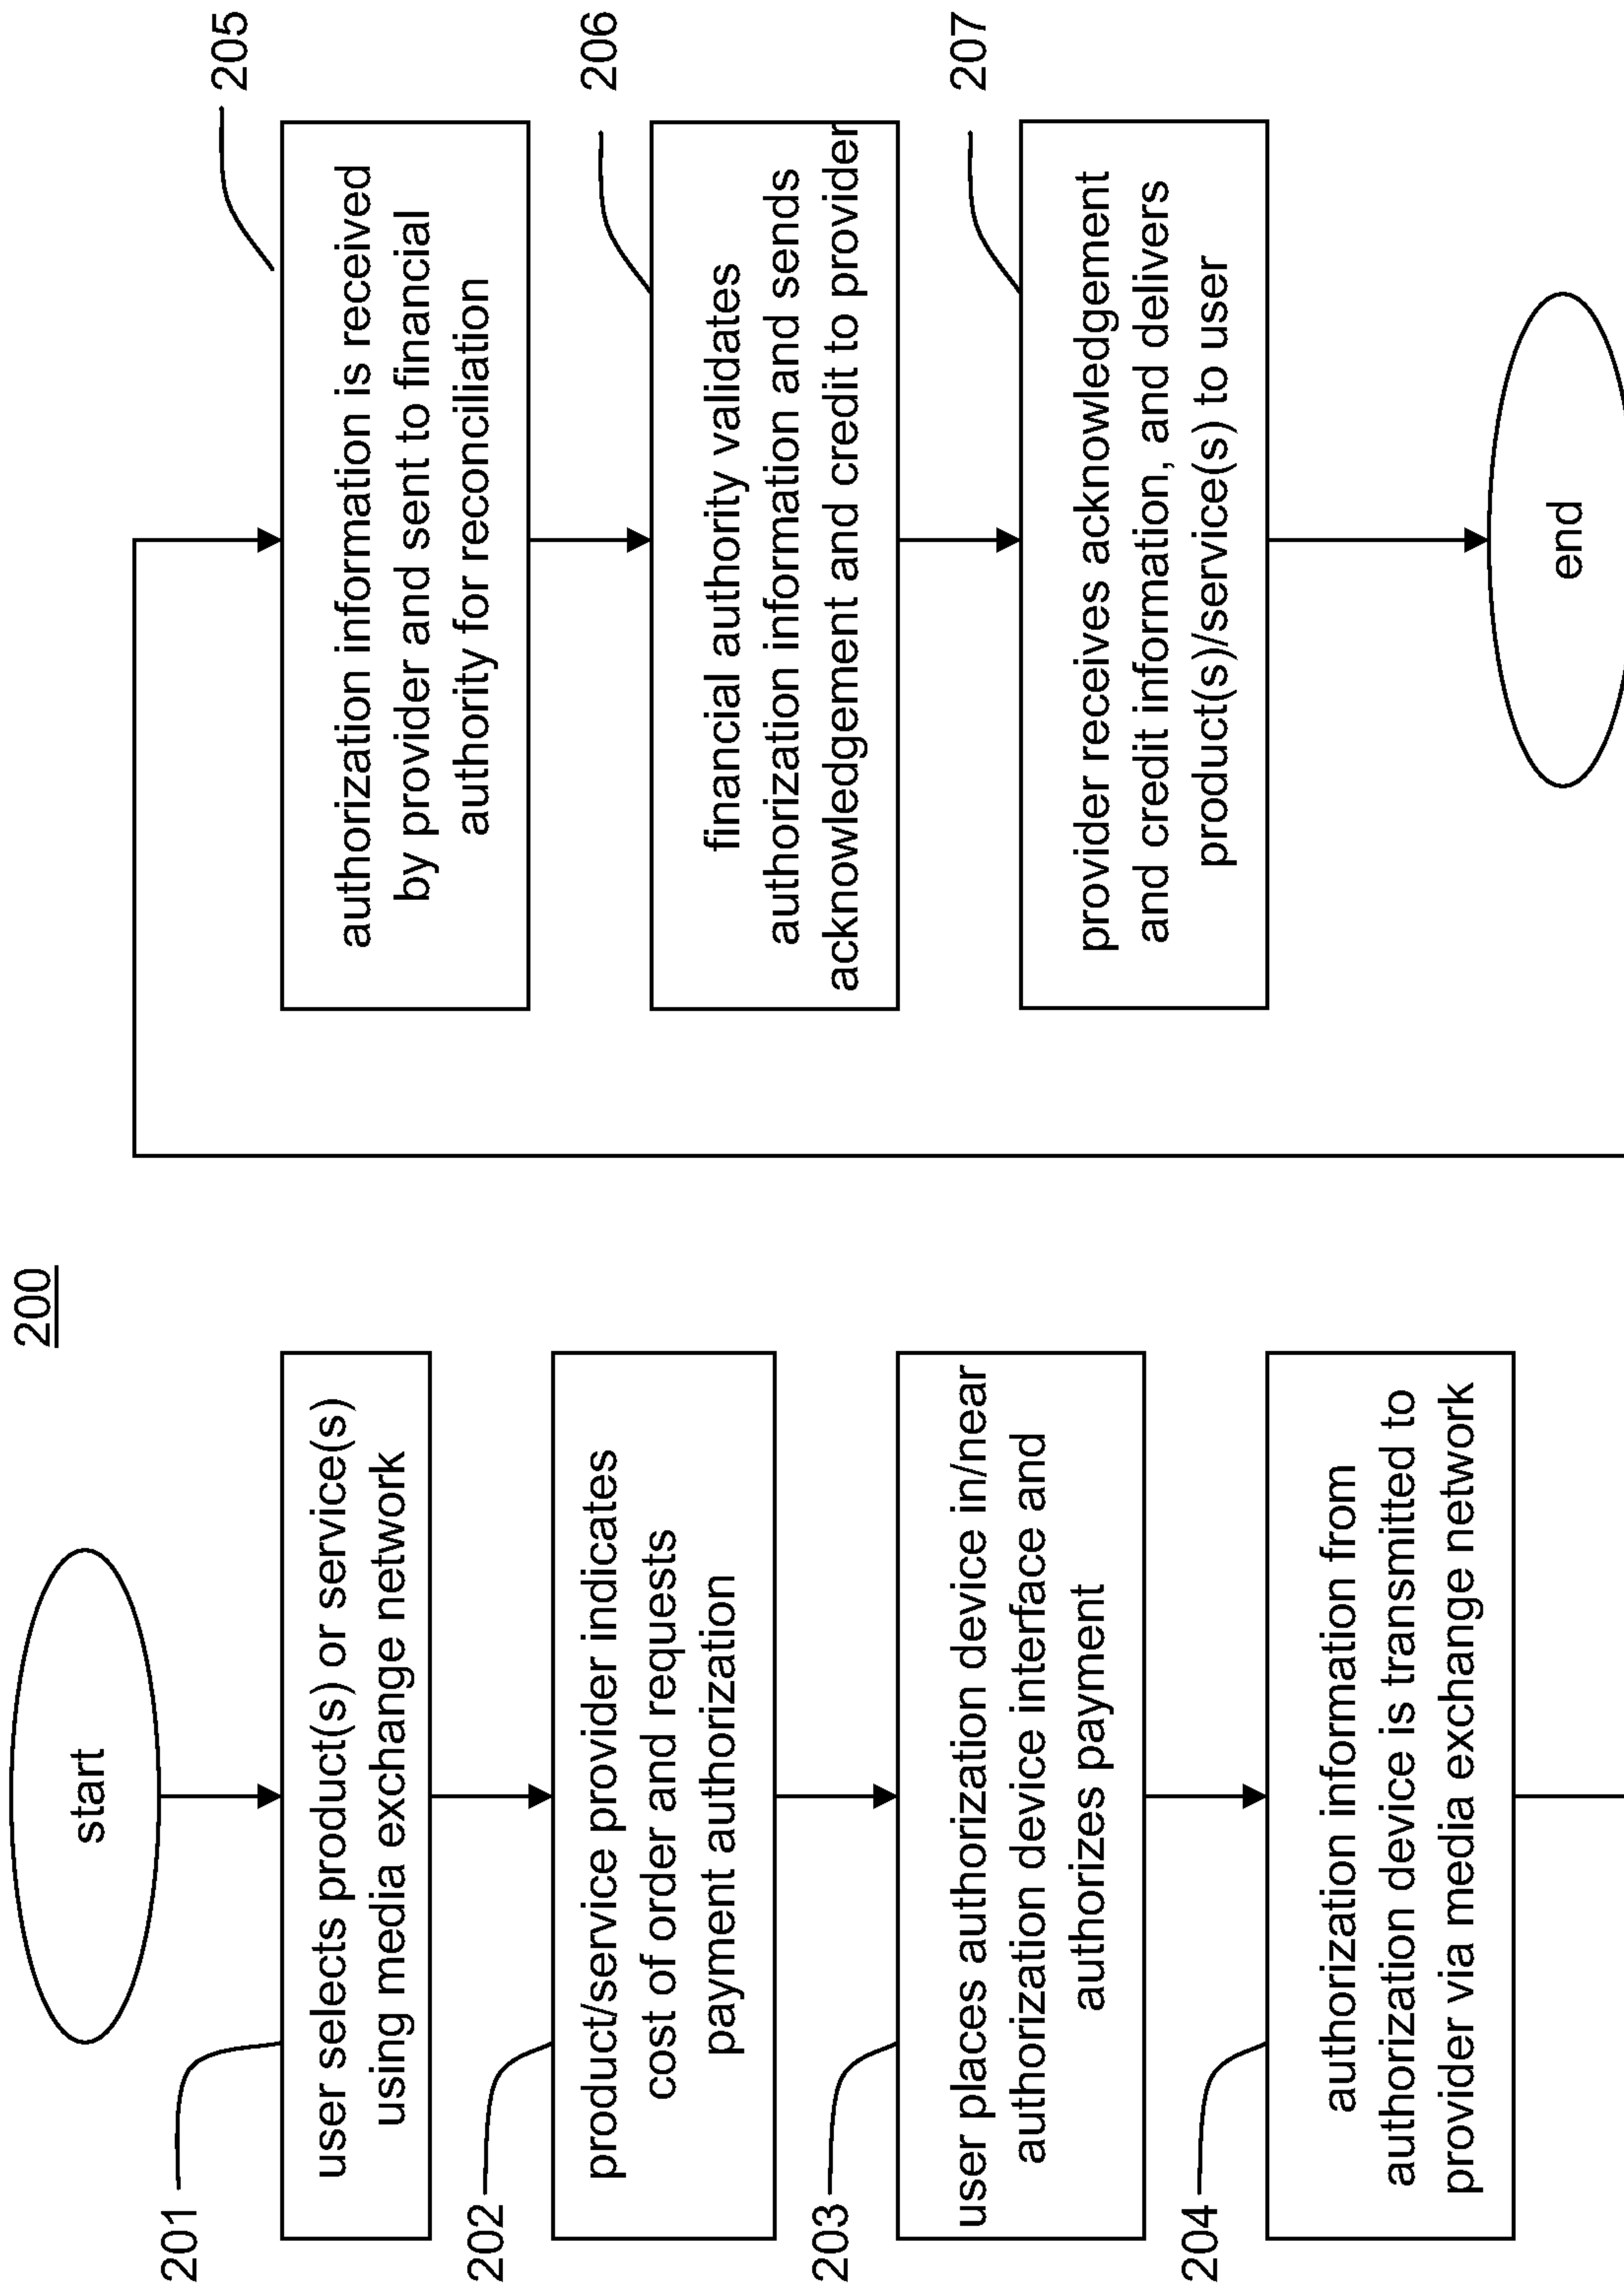 200
start
201
user selects product(s) or service(s)
using media exchange network
202
product/service provider indicates
cost of order and requests
payment authorization
203
user places authorization device in/near
authorization device interface and
authorizes payment
204
authorization information from
authorization device is transmitted to
provider via media exchange network
205
authorization information is received
by provider and sent to financial
authority for reconciliation
206
financial authority validates
authorization information and sends
acknowledgement and credit to provider
207
provider receives acknowledgement
and credit information, and delivers
product(s)/service(s) to user
end